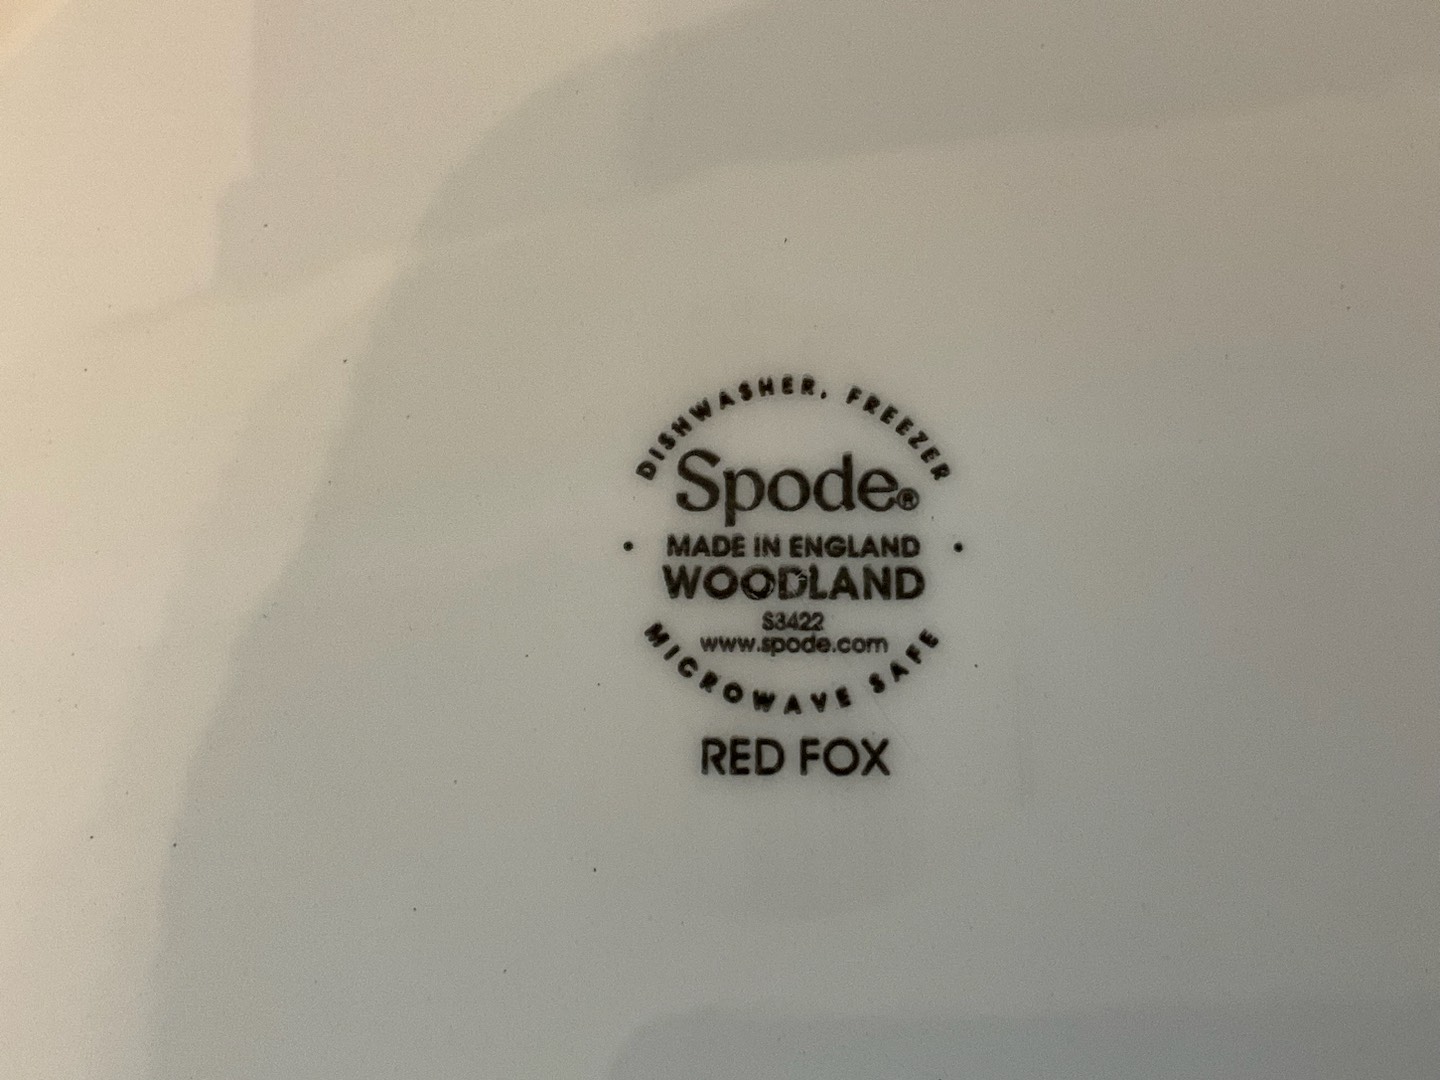 DISHWASHER, FREEZER
Spode®
• MADE IN ENGLAND •
WOODLAND
S3422
www.spode.com
MICROWAVE SAFE
RED FOX